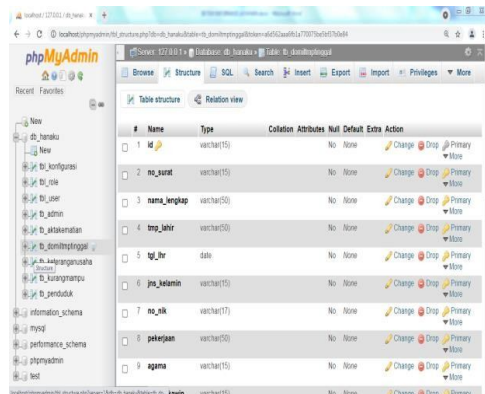 localhost / 127.0.0.1 / db_hanaku
phpMyAdmin
Recent Favorites
New
db_hanaku
New
tbl_konfigurasi
tbl_role
tbl_user
tb_admin
tb_aktakematian
tb_domitmptinggal
tb_keteranganusaha
Structure
tb_kurangmampu
tb_penduduk
information_schema
mysql
performance_schema
phpmyadmin
test
Server: 127.0.0.1 » Database: db_hanaku » Table: tb_domitmptinggal
Browse Structure SQL Search Insert Export Import Privileges More
Table structure Relation view
# Name Type Collation Attributes Null Default Extra Action
1 id varchar(15) No None Change Drop Primary More
2 no_surat varchar(15) No None Change Drop Primary More
3 nama_lengkap varchar(50) No None Change Drop Primary More
4 tmp_lahir varchar(50) No None Change Drop Primary More
5 tgl_lhr date No None Change Drop Primary More
6 jns_kelamin varchar(15) No None Change Drop Primary More
7 no_nik varchar(17) No None Change Drop Primary More
8 pekerjaan varchar(50) No None Change Drop Primary More
9 agama varchar(15) No None Change Drop Primary More